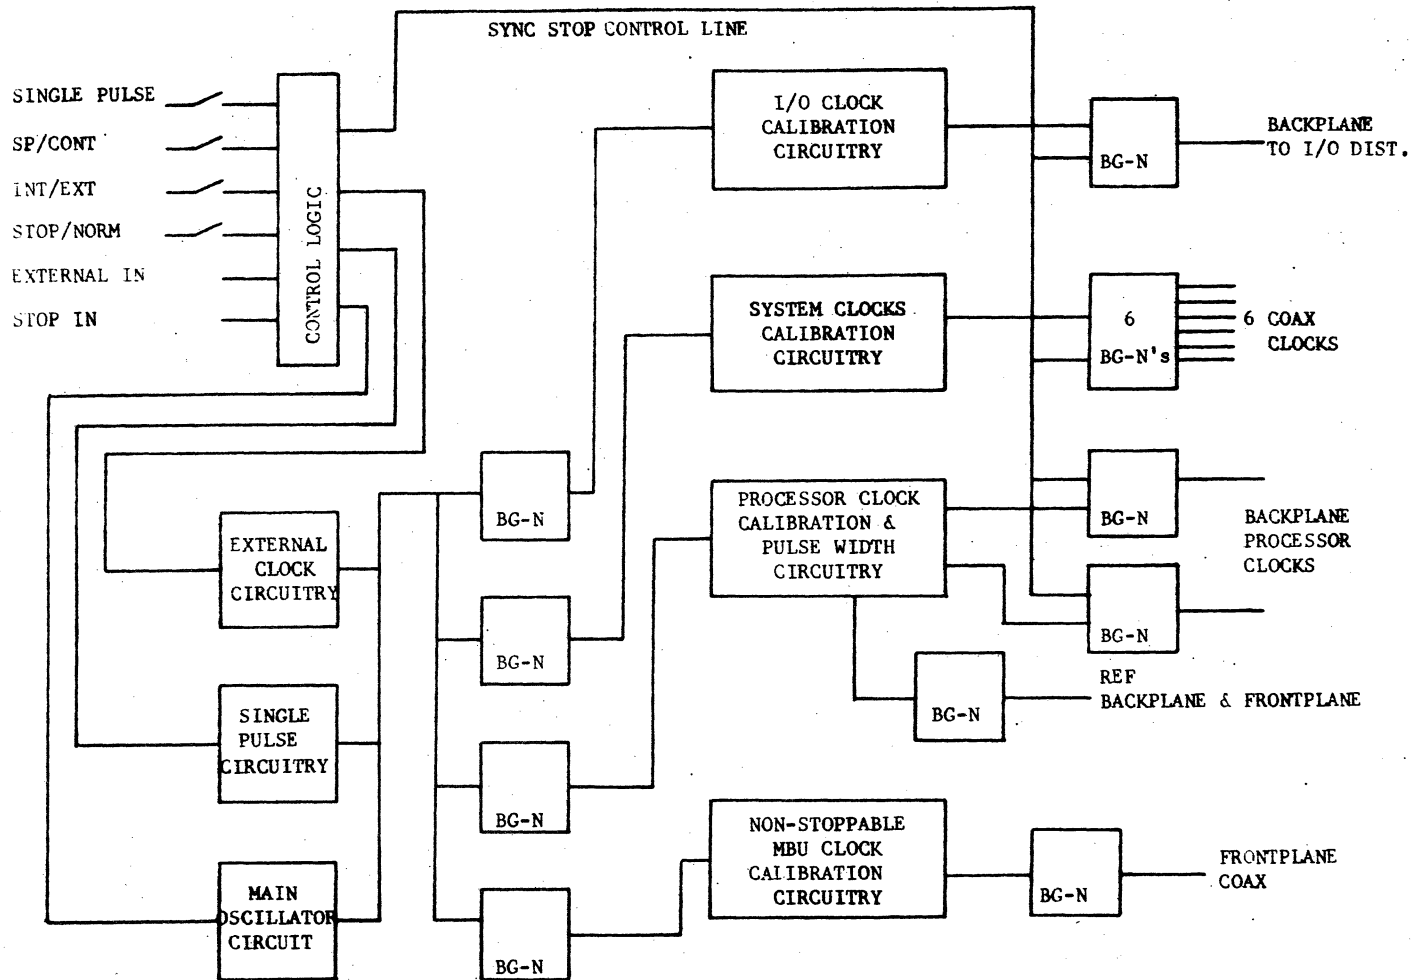 SYNC STOP CONTROL LINE
SINGLE PULSE
SP/CONT
INT/EXT
STOP/NORM
EXTERNAL IN
STOP IN
CONTROL LOGIC
I/O CLOCK
CALIBRATION
CIRCUITRY
BG-N
BACKPLANE
TO I/O DIST.
SYSTEM CLOCKS
CALIBRATION
CIRCUITRY
6
BG-N's
6 COAX
CLOCKS
BG-N
PROCESSOR CLOCK
CALIBRATION &
PULSE WIDTH
CIRCUITRY
BG-N
BG-N
BACKPLANE
PROCESSOR
CLOCKS
EXTERNAL
CLOCK
CIRCUITRY
BG-N
BG-N
REF
BACKPLANE & FRONTPLANE
SINGLE
PULSE
CIRCUITRY
BG-N
NON-STOPPABLE
MBU CLOCK
CALIBRATION
CIRCUITRY
BG-N
FRONTPLANE
COAX
MAIN
OSCILLATOR
CIRCUIT
BG-N